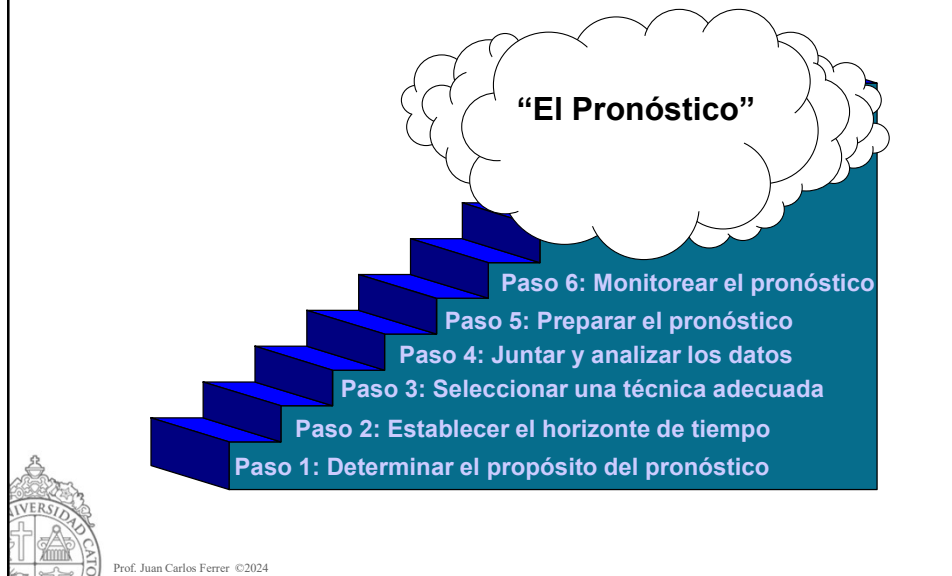 “El Pronóstico”
Paso 6: Monitorear el pronóstico
Paso 5: Preparar el pronóstico
Paso 4: Juntar y analizar los datos
Paso 3: Seleccionar una técnica adecuada
Paso 2: Establecer el horizonte de tiempo
Paso 1: Determinar el propósito del pronóstico
Prof. Juan Carlos Ferrer ©2024